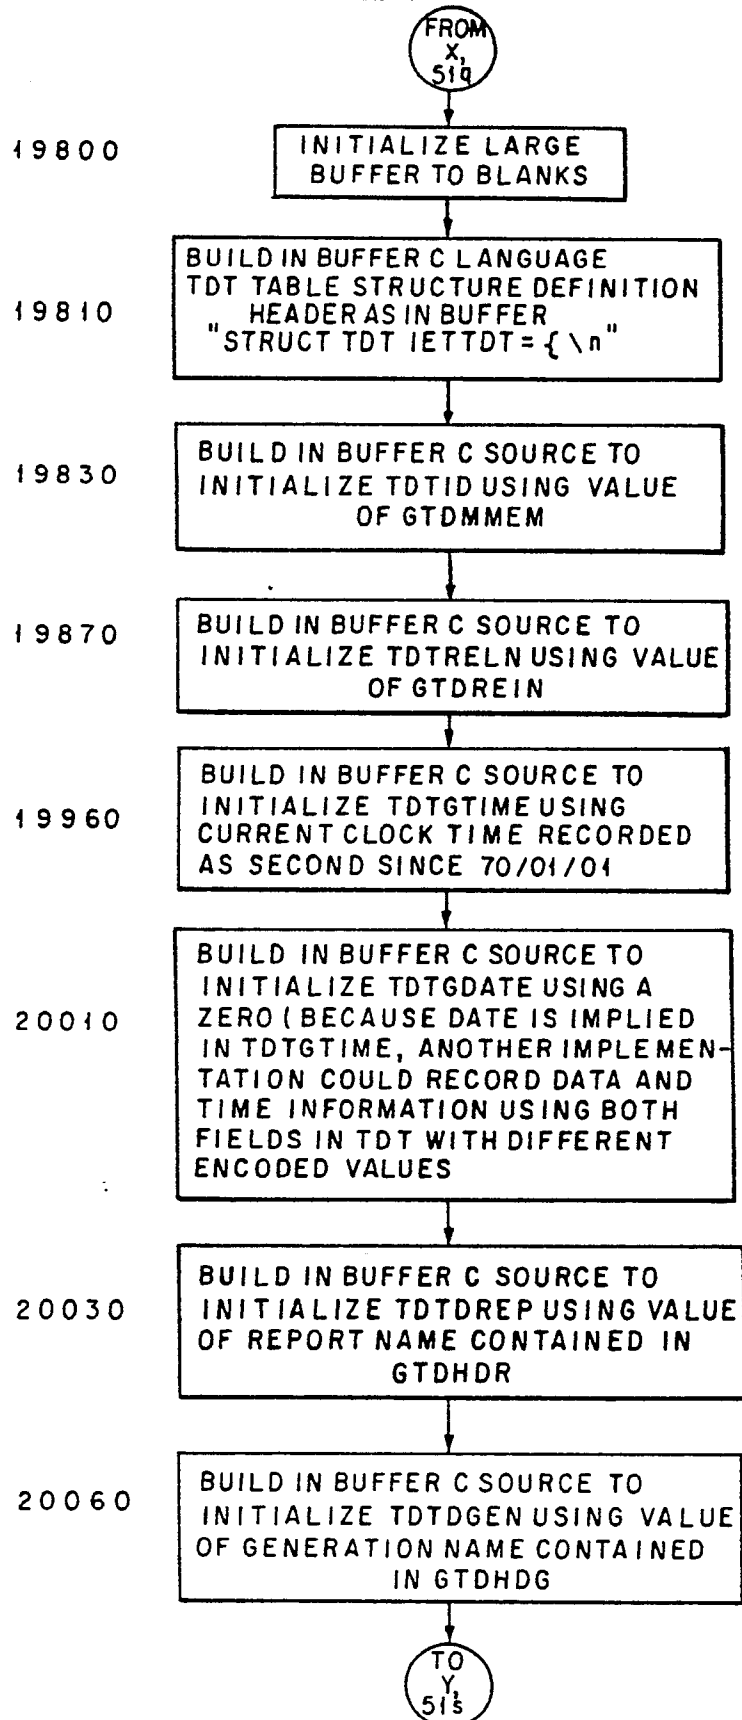 FROM
X,
51q
19800
INITIALIZE LARGE
BUFFER TO BLANKS
19810
BUILD IN BUFFER C LANGUAGE
TDT TABLE STRUCTURE DEFINITION
HEADER AS IN BUFFER
"STRUCT TDT IETTDT = { \n"
19830
BUILD IN BUFFER C SOURCE TO
INITIALIZE TDTID USING VALUE
OF GTDMMEM
19870
BUILD IN BUFFER C SOURCE TO
INITIALIZE TDTRELN USING VALUE
OF GTDREIN
19960
BUILD IN BUFFER C SOURCE TO
INITIALIZE TDTGTIME USING
CURRENT CLOCK TIME RECORDED
AS SECOND SINCE 70/01/01
20010
BUILD IN BUFFER C SOURCE TO
INITIALIZE TDTGDATE USING A
ZERO (BECAUSE DATE IS IMPLIED
IN TDTGTIME, ANOTHER IMPLEMEN-
TATION COULD RECORD DATA AND
TIME INFORMATION USING BOTH
FIELDS IN TDT WITH DIFFERENT
ENCODED VALUES
20030
BUILD IN BUFFER C SOURCE TO
INITIALIZE TDTDREP USING VALUE
OF REPORT NAME CONTAINED IN
GTDHDR
20060
BUILD IN BUFFER C SOURCE TO
INITIALIZE TDTDGEN USING VALUE
OF GENERATION NAME CONTAINED
IN GTDHDG
TO
Y,
51s